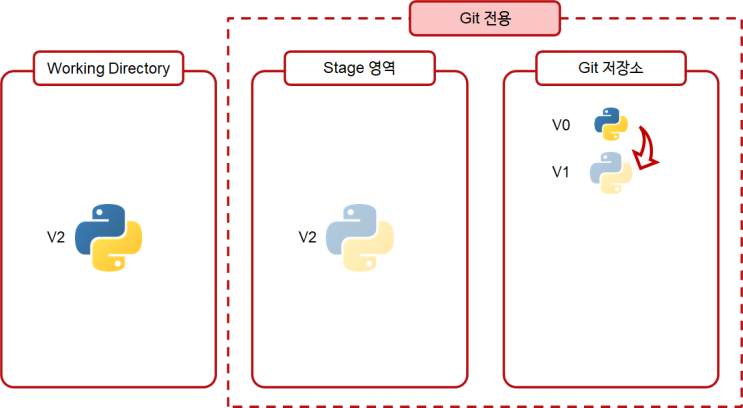 Git 전용
Working Directory
Stage 영역
Git 저장소
V0
V1
V2
V2